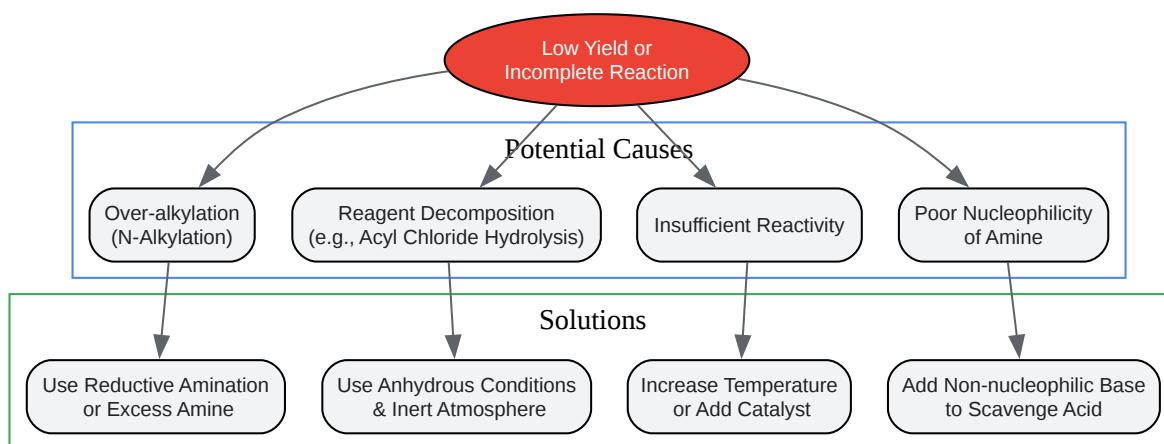 Low Yield or
Incomplete Reaction
Potential Causes
Over-alkylation
(N-Alkylation)
Reagent Decomposition
(e.g., Acyl Chloride Hydrolysis)
Insufficient Reactivity
Poor Nucleophilicity
of Amine
Solutions
Use Reductive Amination
or Excess Amine
Use Anhydrous Conditions
& Inert Atmosphere
Increase Temperature
or Add Catalyst
Add Non-nucleophilic Base
to Scavenge Acid